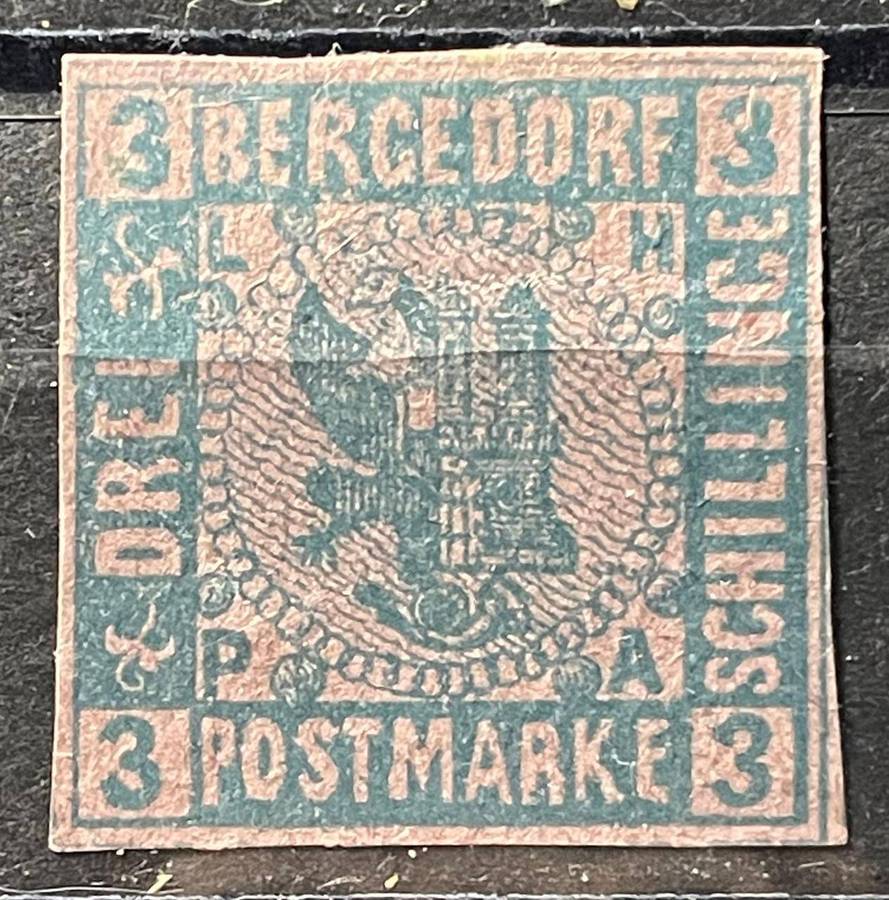 3 BERGEDORF 3
L H
DREI
SCHILLINGE
P A
3 POSTMARKE 3